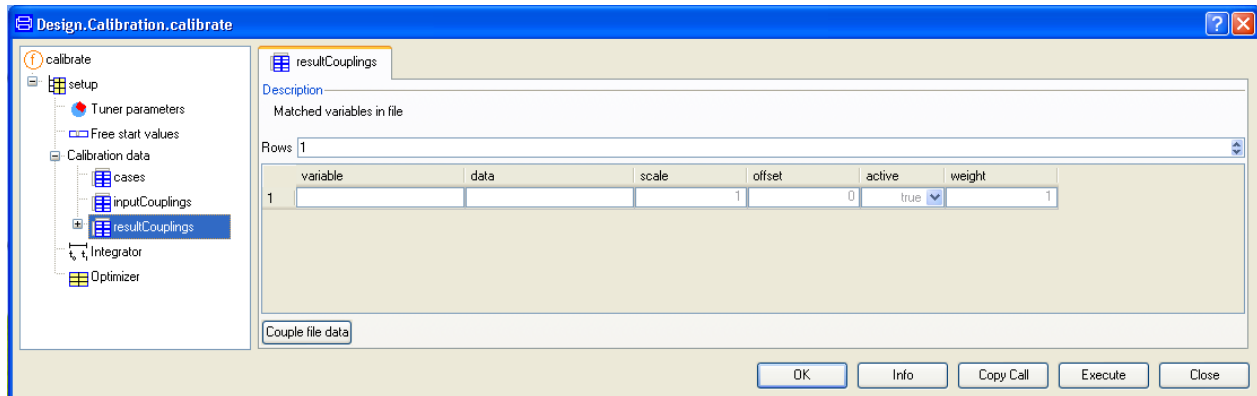 Design.Calibration.calibrate
calibrate
setup
Tuner parameters
Free start values
Calibration data
cases
inputCouplings
resultCouplings
Integrator
Optimizer
resultCouplings
Description
Matched variables in file
Rows 1
variable data scale offset active weight
1 1 0 true 1
Couple file data
OK Info Copy Call Execute Close